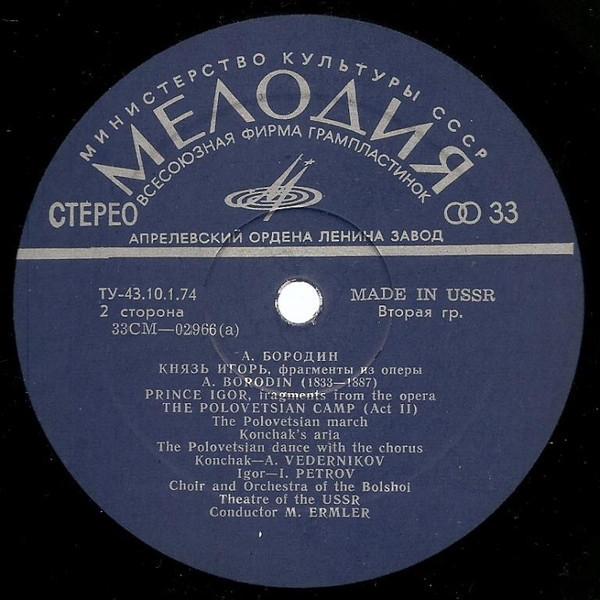 МИНИСТЕРСТВО КУЛЬТУРЫ СССР
МЕЛОДИЯ
ВСЕСОЮЗНАЯ ФИРМА ГРАМПЛАСТИНОК
СТЕРЕО 33
АПРЕЛЕВСКИЙ ОРДЕНА ЛЕНИНА ЗАВОД
ТУ-43.10.1.74 MADE IN USSR
2 сторона Вторая гр.
33СМ—02966(а)
А. БОРОДИН
КНЯЗЬ ИГОРЬ, фрагменты из оперы
A. BORODIN (1833—1887)
PRINCE IGOR, fragments from the opera
THE POLOVETSIAN CAMP (Act II)
The Polovetsian march
Konchak's aria
The Polovetsian dance with the chorus
Konchak—A. VEDERNIKOV
Igor—I. PETROV
Choir and Orchestra of the Bolshoi
Theatre of the USSR
Conductor M. ERMLER